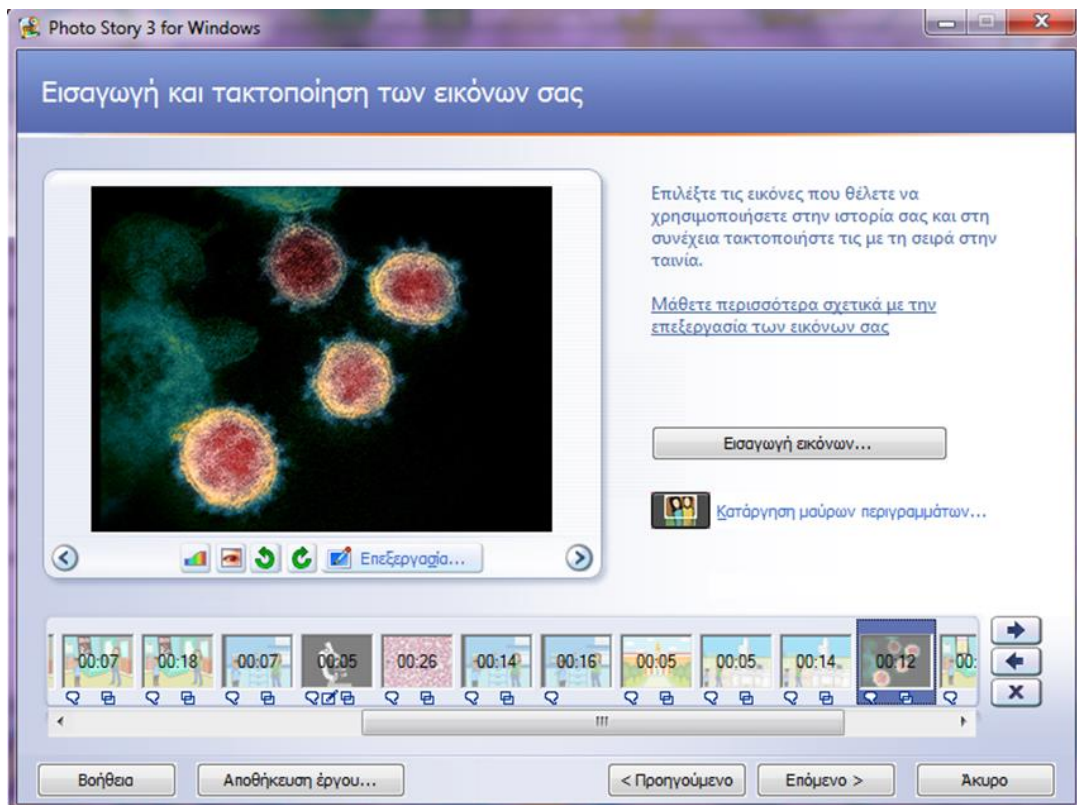 Photo Story 3 for Windows
Εισαγωγή και τακτοποίηση των εικόνων σας
Επιλέξτε τις εικόνες που θέλετε να
χρησιμοποιήσετε στην ιστορία σας και στη
συνέχεια τακτοποιήστε τις με τη σειρά στην
ταινία.
Μάθετε περισσότερα σχετικά με την
επεξεργασία των εικόνων σας
Εισαγωγή εικόνων...
Κατάργηση μαύρων περιγραμμάτων...
Επεξεργασία...
00:07 00:18 00:07 00:05 00:26 00:14 00:16 00:05 00:05 00:14 00:12 00:
Βοήθεια Αποθήκευση έργου... < Προηγούμενο Επόμενο > Άκυρο